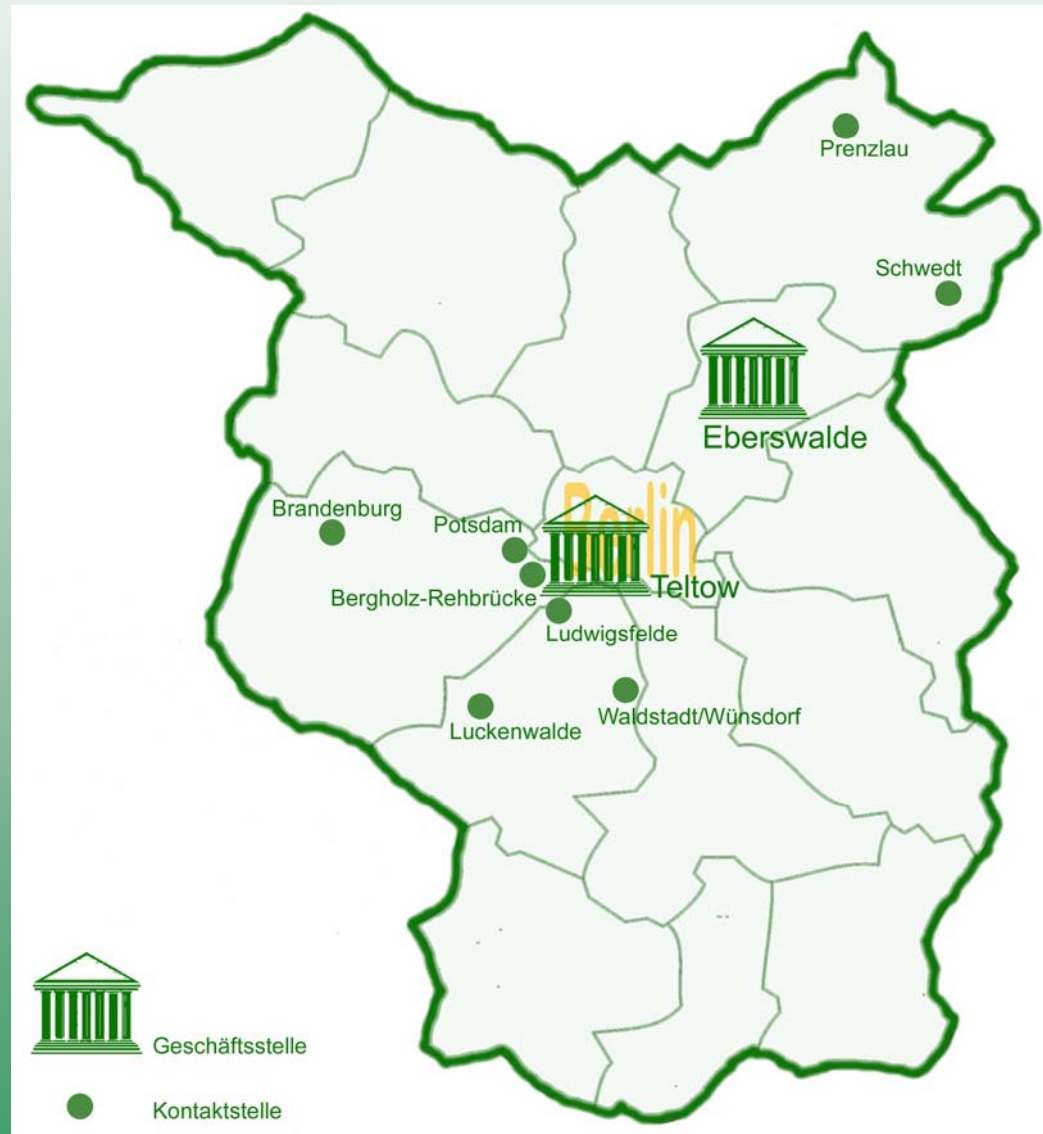 Prenzlau
Schwedt
Eberswalde
Berlin
Brandenburg
Potsdam
Teltow
Bergholz-Rehbrücke
Ludwigsfelde
Waldstadt/Wünsdorf
Luckenwalde
Geschäftsstelle
Kontaktstelle